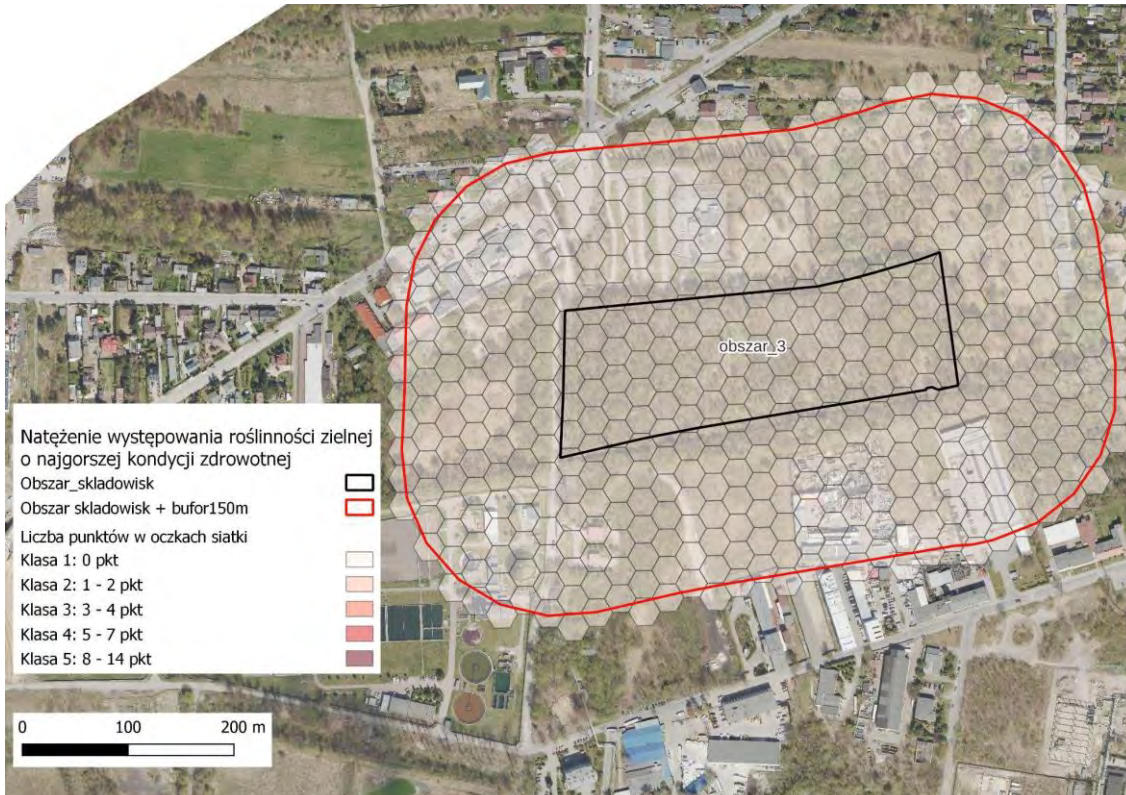 obszar_3
Natężenie występowania roślinności zielnej
o najgorszej kondycji zdrowotnej
Obszar_skladowisk
Obszar skladowisk + bufor150m
Liczba punktów w oczkach siatki
Klasa 1: 0 pkt
Klasa 2: 1 - 2 pkt
Klasa 3: 3 - 4 pkt
Klasa 4: 5 - 7 pkt
Klasa 5: 8 - 14 pkt
0 100 200 m